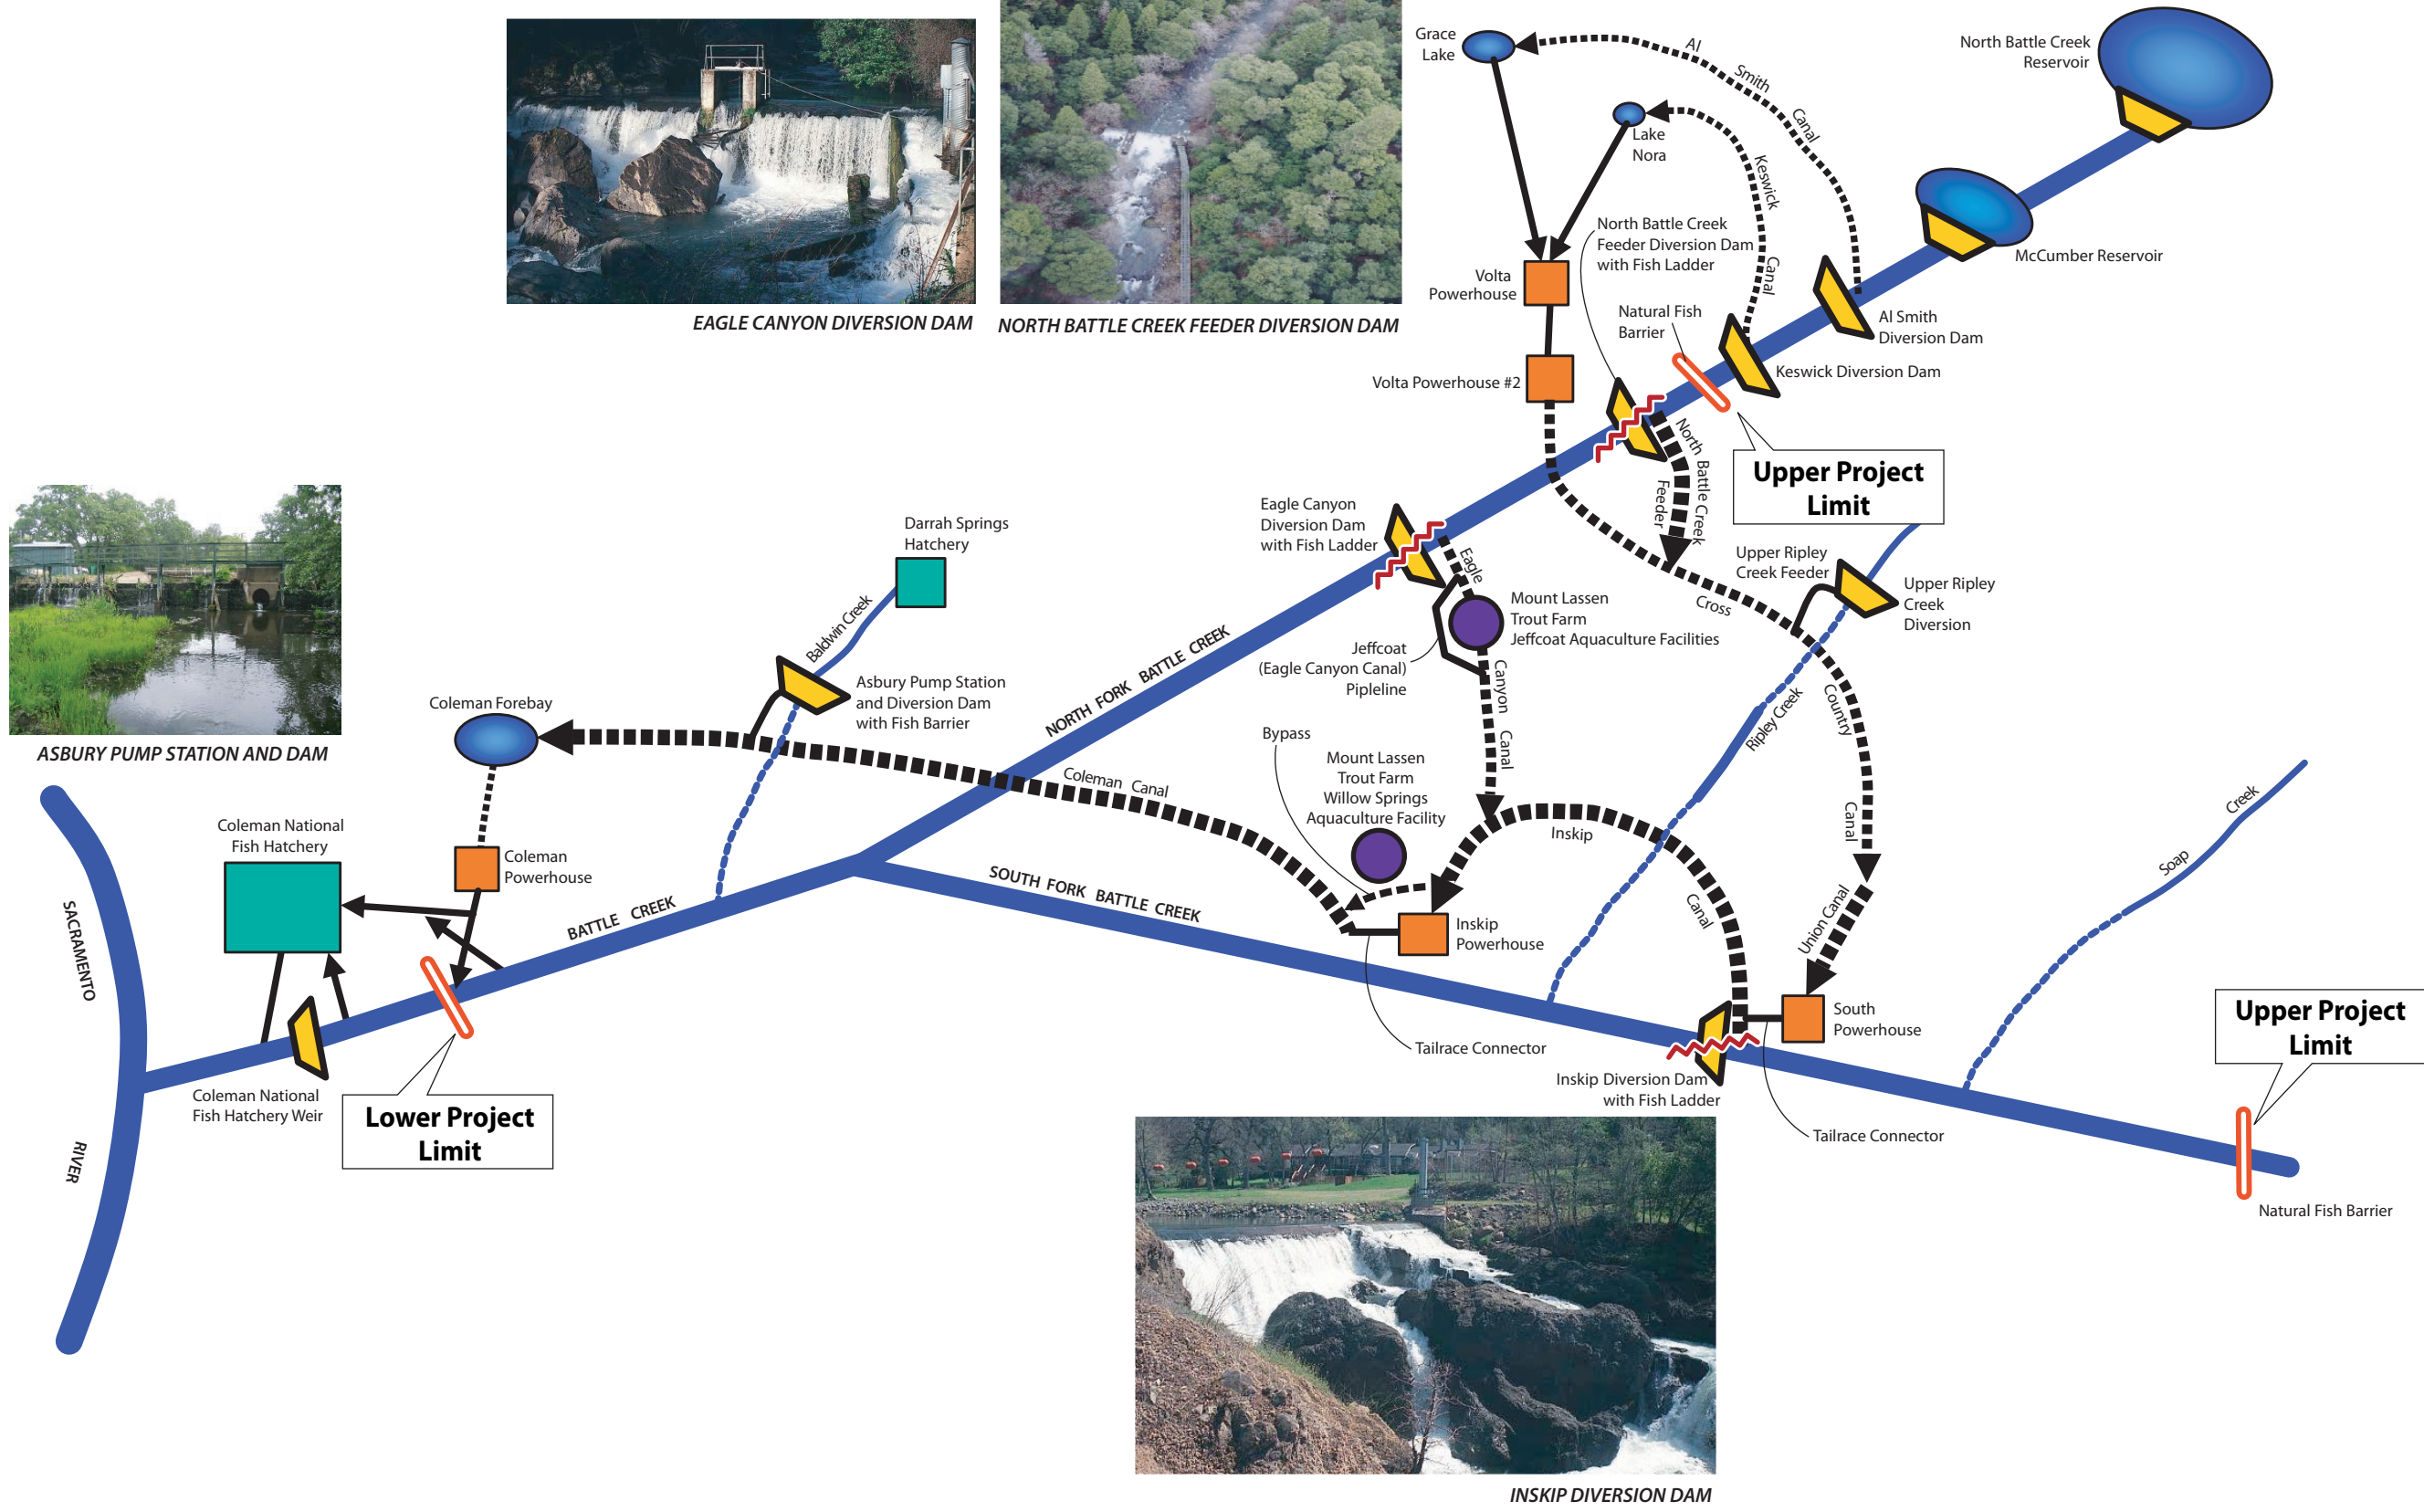 Grace
Lake
Al
Smith
Canal
North Battle Creek
Reservoir
Lake
Nora
Keswick
Canal
North Battle Creek
Feeder Diversion Dam
with Fish Ladder
McCumber Reservoir
Volta
Powerhouse
Natural Fish
Barrier
Al Smith
Diversion Dam
EAGLE CANYON DIVERSION DAM
NORTH BATTLE CREEK FEEDER DIVERSION DAM
Volta Powerhouse #2
Keswick Diversion Dam
North Battle Creek
Feeder
Upper Project
Limit
Eagle Canyon
Diversion Dam
with Fish Ladder
Darrah Springs
Hatchery
Eagle
Canyon
Canal
Upper Ripley
Creek Feeder
Upper Ripley
Creek
Diversion
Mount Lassen
Trout Farm
Jeffcoat Aquaculture Facilities
Cross
Country
Canal
Baldwin Creek
NORTH FORK BATTLE CREEK
Jeffcoat
(Eagle Canyon Canal)
Pipleline
Asbury Pump Station
and Diversion Dam
with Fish Barrier
Coleman Forebay
Ripley Creek
ASBURY PUMP STATION AND DAM
Bypass
Mount Lassen
Trout Farm
Willow Springs
Aquaculture Facility
Coleman Canal
Inskip
Canal
Soap
Creek
Coleman National
Fish Hatchery
Coleman
Powerhouse
SOUTH FORK BATTLE CREEK
BATTLE CREEK
Union Canal
Inskip
Powerhouse
SACRAMENTO
RIVER
South
Powerhouse
Upper Project
Limit
Tailrace Connector
Inskip Diversion Dam
with Fish Ladder
Coleman National
Fish Hatchery Weir
Lower Project
Limit
Tailrace Connector
Natural Fish Barrier
INSKIP DIVERSION DAM